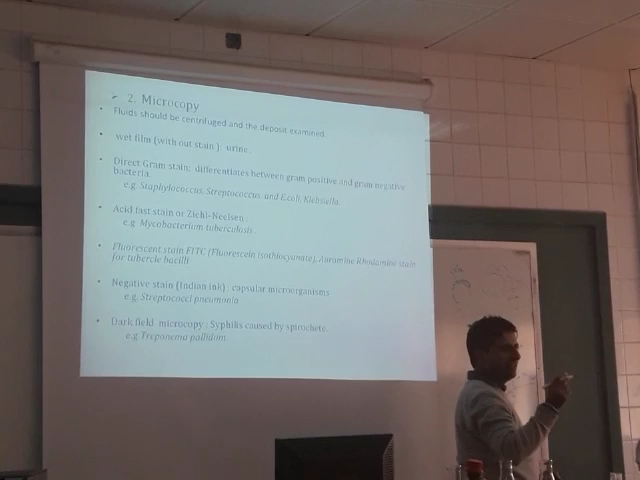 2. Microcopy
• Fluids should be centrifuged and the deposit examined.
• wet film (with out stain ) urine
• Direct Gram stain: differentiates between gram positive and gram negative
bacteria.
e.g. Staphylococcus, Streptococcus, and E.coli, Klebsiella.
• Acid fast stain or Ziehl-Neelsen :
e.g. Mycobacterium tuberculosis.
• Fluorescent stain FITC (Fluorescein Isothiocyanate), Auramine Rhodamine stain
for tubercle bacilli
• Negative stain (Indian ink) : capsular microorganisms
e.g. Streptococci pneumonia
• Dark field microcopy : Syphilis caused by spirochete.
e.g Treponema pallidum